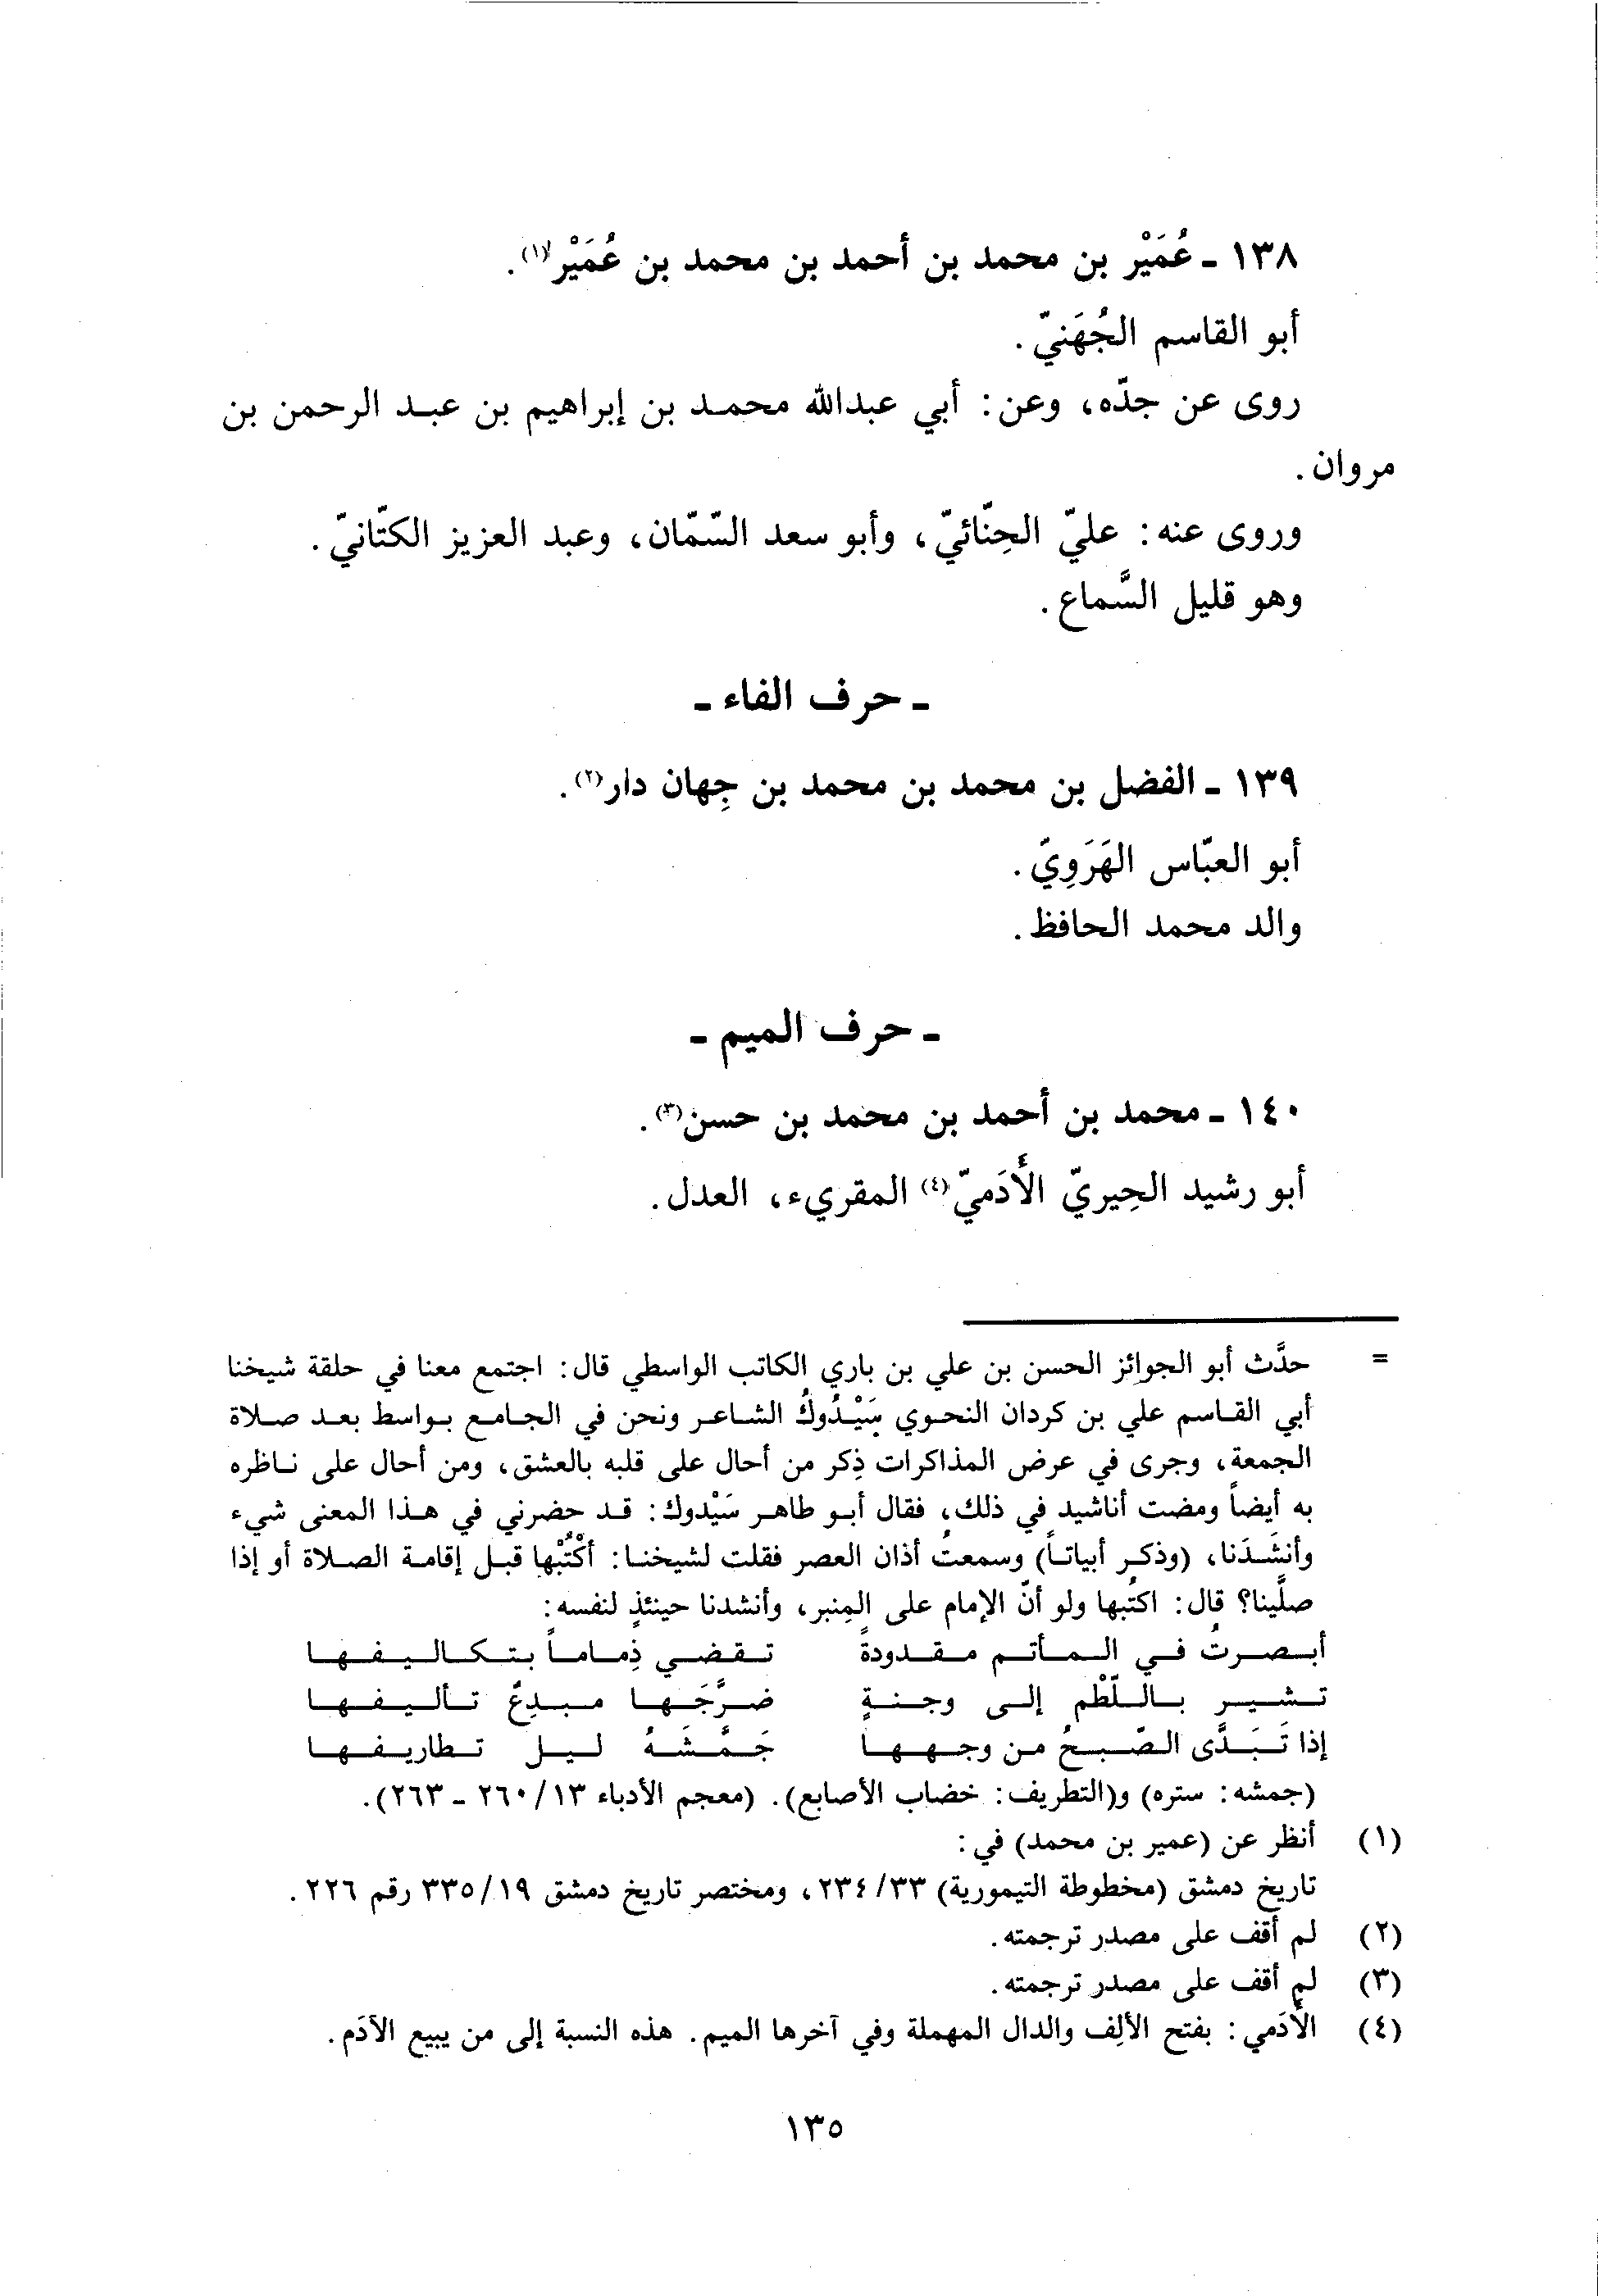 ١٣٨ - عُمَيْر بن محمد بن أحمد بن محمد بن عُمَيْر(١).
أبو القاسم الجُهَنيّ.
روى عن جدّه، وعن: أبي عبدالله محمد بن إبراهيم بن عبد الرحمن بن
مروان.
وروى عنه: عليّ الحِنّائيّ، وأبو سعد السّمّان، وعبد العزيز الكتّانيّ.
وهو قليل السَّماع.
- حرف الفاء -
١٣٩ - الفضل بن محمد بن محمد بن جِهان دار(٢).
أبو العبّاس الهَرَوِيّ.
والد محمد الحافظ.
- حرف الميم -
١٤٠ - محمد بن أحمد بن محمد بن حسن(٣).
أبو رشيد الحِيريّ الأَدَميّ(٤) المقريء، العدل.
= حدَّث أبو الجوائز الحسن بن علي بن باري الكاتب الواسطي قال: اجتمع معنا في حلقة شيخنا
أبي القاسم علي بن كردان النحوي سَيْدُوكُ الشاعر ونحن في الجامع بواسط بعد صلاة
الجمعة، وجرى في عرض المذاكرات ذِكر من أحال على قلبه بالعشق، ومن أحال على ناظره
به أيضاً ومضت أناشيد في ذلك، فقال أبو طاهر سَيْدوك: قد حضرني في هذا المعنى شيء
وأنشَدَنا، (وذكر أبياتاً) وسمعتُ أذان العصر فقلت لشيخنا: أكْتُبْها قبل إقامة الصلاة أو إذا
صلَّينا؟ قال: اكتُبها ولو أنّ الإمام على المِنبر، وأنشدنا حينئذٍ لنفسه:
أبصرتُ في المأتم مقدودةً تقضي ذِماماً بتكاليفها
تشير باللّطْم إلى وجنةٍ ضرَّجَها مبدِعُ تأليفها
إذا تَبَدَّى الصّبحُ من وجهها جَمَّشَهُ ليل تطاريفها
(جمشه: ستره) و(التطريف: خضاب الأصابع). (معجم الأدباء ١٣/ ٢٦٠ - ٢٦٣).
(١) أنظر عن (عمير بن محمد) في:
تاريخ دمشق (مخطوطة التيمورية) ٢٣٤/٣٣، ومختصر تاريخ دمشق ٣٣٥/١٩ رقم ٢٢٦.
(٢) لم أقف على مصدر ترجمته.
(٣) لم أقف على مصدر ترجمته.
(٤) الأَدَمي: بفتح الألِف والدال المهملة وفي آخرها الميم. هذه النسبة إلى من يبيع الآدَم.
١٣٥